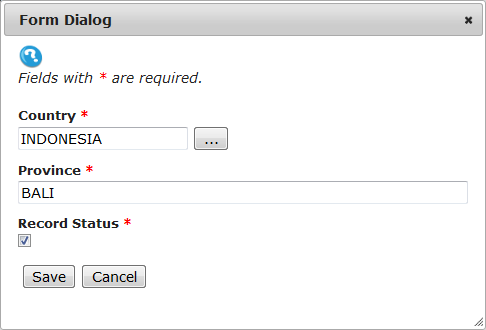 Form Dialog
Fields with * are required.
Country *
INDONESIA ...
Province *
BALI
Record Status *
Save Cancel